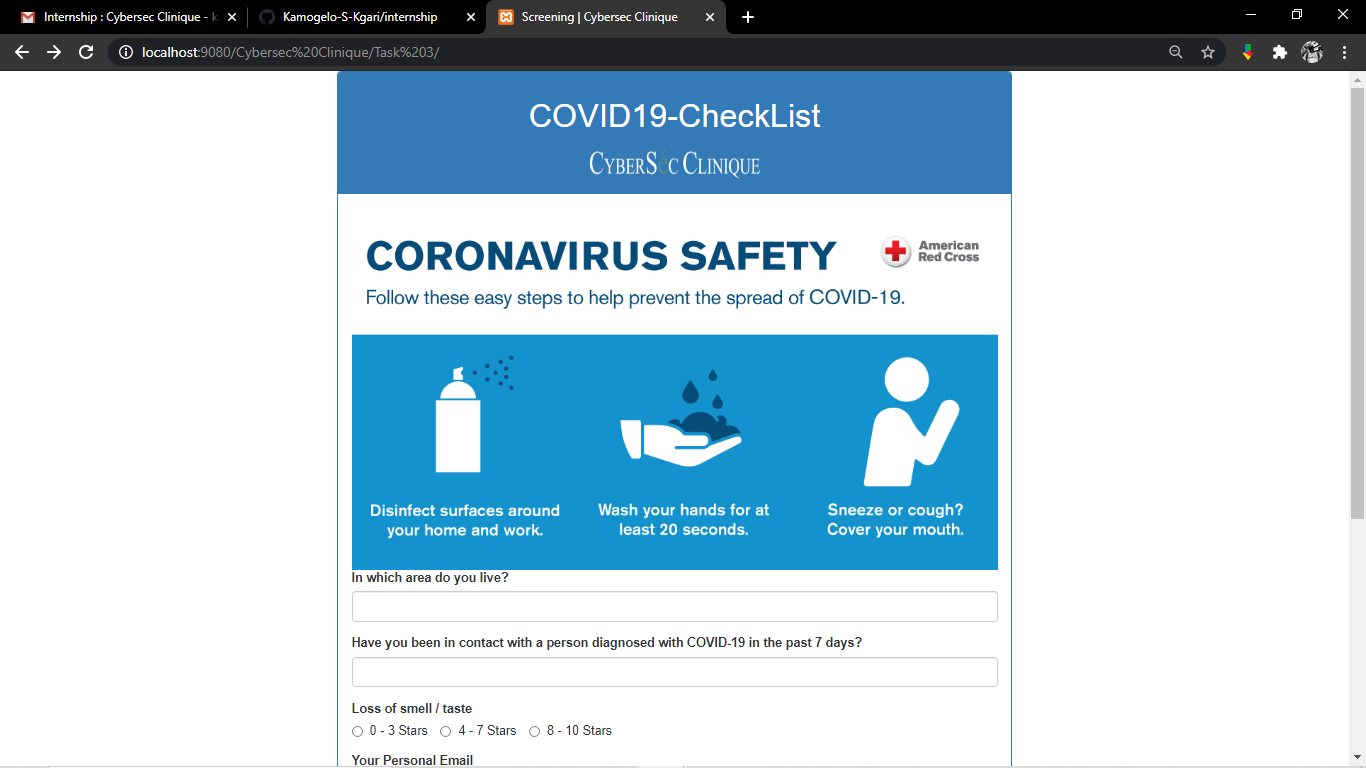 Internship : Cybersec Clinique - k
Kamogelo-S-Kgari/internship
Screening | Cybersec Clinique
localhost:9080/Cybersec%20Clinique/Task%203/
COVID19-CheckList
CYBERSéC CLINIQUE
CORONAVIRUS SAFETY
American
Red Cross
Follow these easy steps to help prevent the spread of COVID-19.
Disinfect surfaces around
your home and work.
Wash your hands for at
least 20 seconds.
Sneeze or cough?
Cover your mouth.
In which area do you live?
Have you been in contact with a person diagnosed with COVID-19 in the past 7 days?
Loss of smell / taste
0 - 3 Stars 4 - 7 Stars 8 - 10 Stars
Your Personal Email